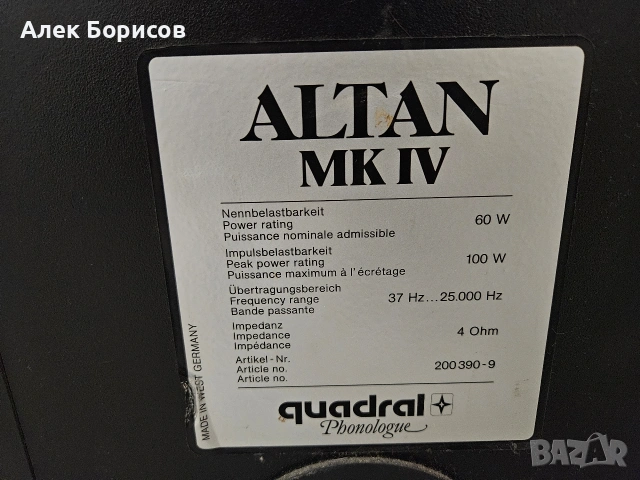 Алек Борисов
ALTAN
MK IV
Nennbelastbarkeit
Power rating 60 W
Puissance nominale admissible
Impulsbelastbarkeit
Peak power rating 100 W
Puissance maximum à l'écrétage
Übertragungsbereich
Frequency range 37 Hz...25.000 Hz
Bande passante
Impedanz
Impedance 4 Ohm
Impédance
Artikel-Nr.
Article no. 200390-9
Article no.
MADE IN WEST GERMANY
quadral
Phonologue
BAZAR